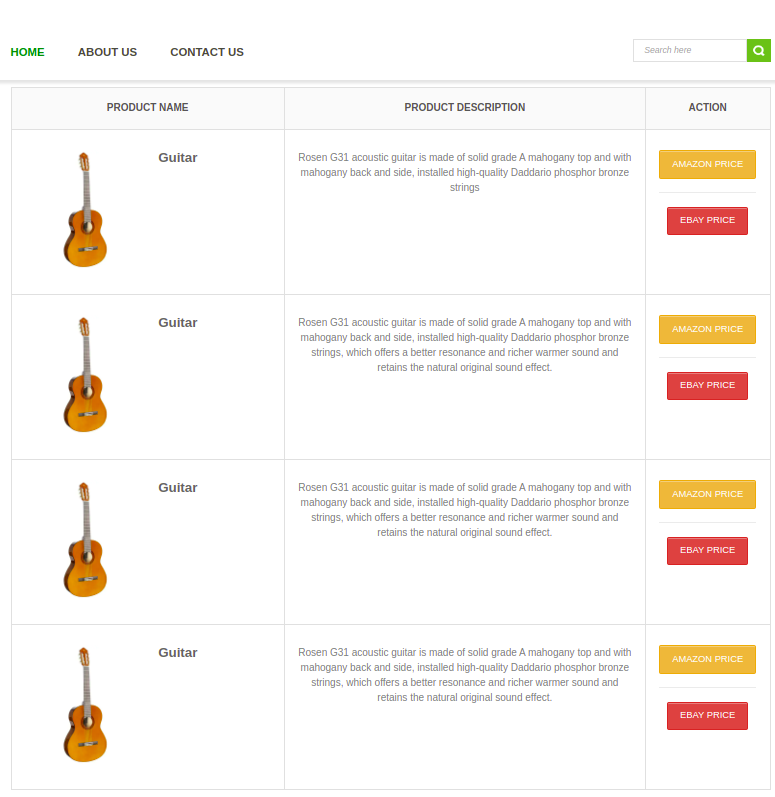 HOME ABOUT US CONTACT US Search here
PRODUCT NAME PRODUCT DESCRIPTION ACTION
Guitar
Rosen G31 acoustic guitar is made of solid grade A mahogany top and with
mahogany back and side, installed high-quality Daddario phosphor bronze
strings
AMAZON PRICE
EBAY PRICE
Guitar
Rosen G31 acoustic guitar is made of solid grade A mahogany top and with
mahogany back and side, installed high-quality Daddario phosphor bronze
strings, which offers a better resonance and richer warmer sound and
retains the natural original sound effect.
AMAZON PRICE
EBAY PRICE
Guitar
Rosen G31 acoustic guitar is made of solid grade A mahogany top and with
mahogany back and side, installed high-quality Daddario phosphor bronze
strings, which offers a better resonance and richer warmer sound and
retains the natural original sound effect.
AMAZON PRICE
EBAY PRICE
Guitar
Rosen G31 acoustic guitar is made of solid grade A mahogany top and with
mahogany back and side, installed high-quality Daddario phosphor bronze
strings, which offers a better resonance and richer warmer sound and
retains the natural original sound effect.
AMAZON PRICE
EBAY PRICE